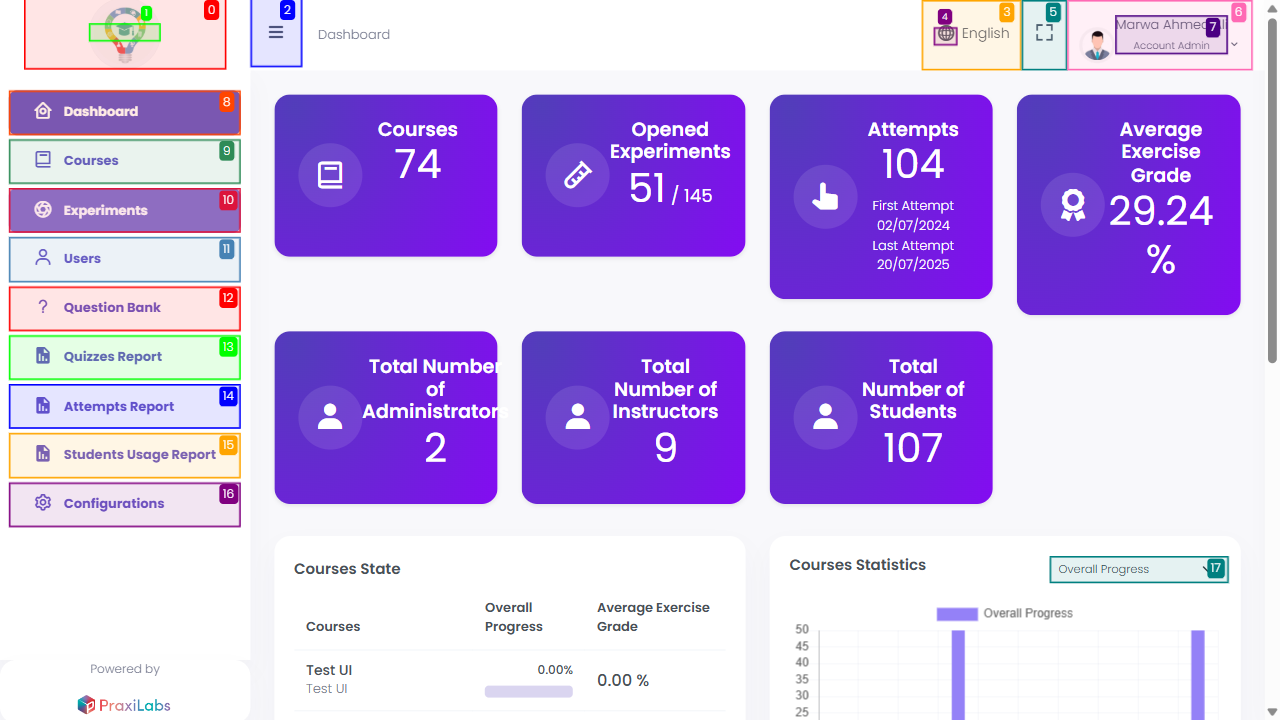 0
1
2
Dashboard
3
4
English
5
6
Marwa Ahmed
7
Account Admin
Dashboard
8
Courses
9
Experiments
10
Users
11
? Question Bank
12
Quizzes Report
13
Attempts Report
14
Students Usage Report
15
Configurations
16
Powered by
PraxiLabs
Courses
74
Opened
Experiments
51 / 145
Attempts
104
First Attempt
02/07/2024
Last Attempt
20/07/2025
Average
Exercise
Grade
29.24
%
Total Number
of
Administrators
2
Total
Number of
Instructors
9
Total
Number of
Students
107
Courses State
Courses
Overall
Progress
Average Exercise
Grade
Test UI
Test UI
0.00%
0.00 %
Courses Statistics
Overall Progress
17
Overall Progress
50
45
40
35
30
25